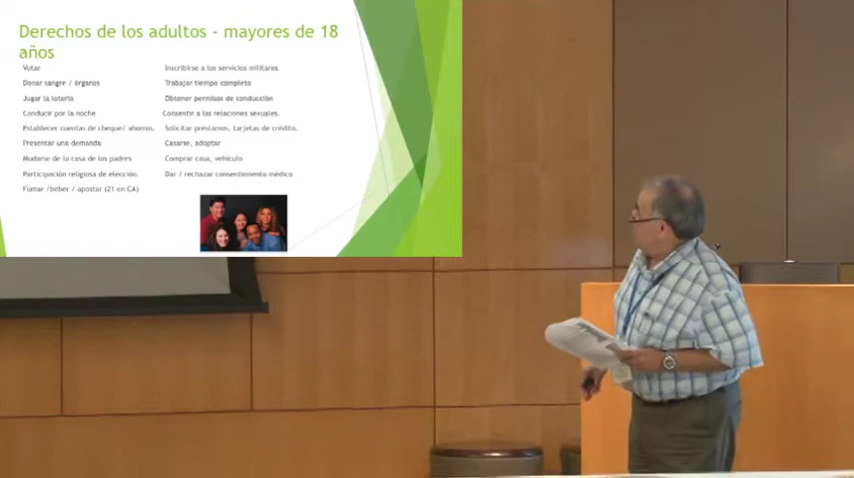 Derechos de los adultos - mayores de 18
años
Votar
Donar sangre / órganos
Jugar la lotería
Conducir por la noche
Establecer cuentas de cheque/ ahorros.
Presentar una demanda
Mudarse de la casa de los padres
Participación religiosa de elección.
Fumar /beber / apostar (21 en CA)
Inscribirse a los servicios militares
Trabajar tiempo completo
Obtener permisos de conducción
Consentir a las relaciones sexuales.
Solicitar préstamos, tarjetas de crédito.
Casarse, adoptar
Comprar casa, vehículo
Dar / rechazar consentimiento médico